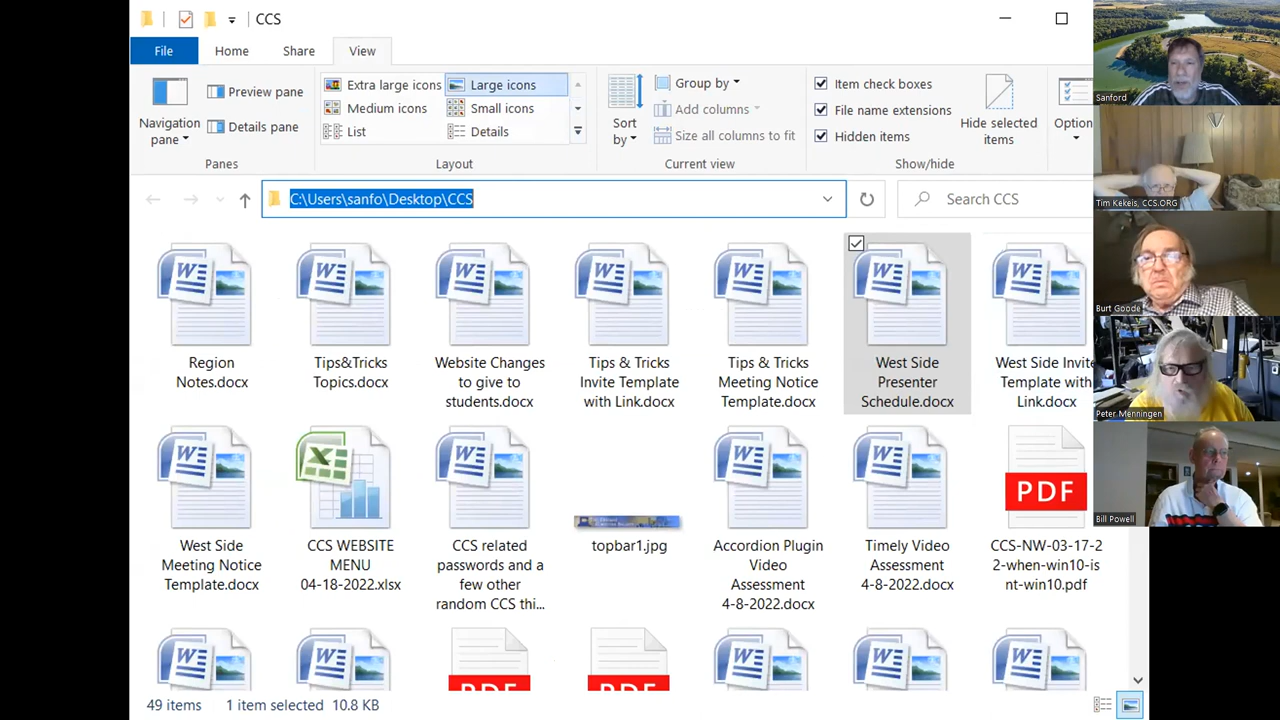 CCS
File
Home
Share
View
Navigation
pane
Preview pane
Details pane
Panes
Extra large icons
Large icons
Medium icons
Small icons
List
Details
Layout
Sort
by
Group by
Add columns
Size all columns to fit
Current view
Item check boxes
File name extensions
Hidden items
Hide selected
items
Show/hide
Option
C:\Users\sanfo\Desktop\CCS
Search CCS
Region
Notes.docx
Tips&Tricks
Topics.docx
Website Changes
to give to
students.docx
Tips & Tricks
Invite Template
with Link.docx
Tips & Tricks
Meeting Notice
Template.docx
West Side
Presenter
Schedule.docx
West Side Invite
Template with
Link.docx
West Side
Meeting Notice
Template.docx
CCS WEBSITE
MENU
04-18-2022.xlsx
CCS related
passwords and a
few other
random CCS thi...
topbar1.jpg
Accordion Plugin
Video
Assessment
4-8-2022.docx
Timely Video
Assessment
4-8-2022.docx
PDF
CCS-NW-03-17-2
2-when-win10-is
nt-win10.pdf
PDF
PDF
49 items
1 item selected 10.8 KB
Sanford
Tim Kekeis, CCS.ORG
Burt Goode
Peter Menningen
Bill Powell